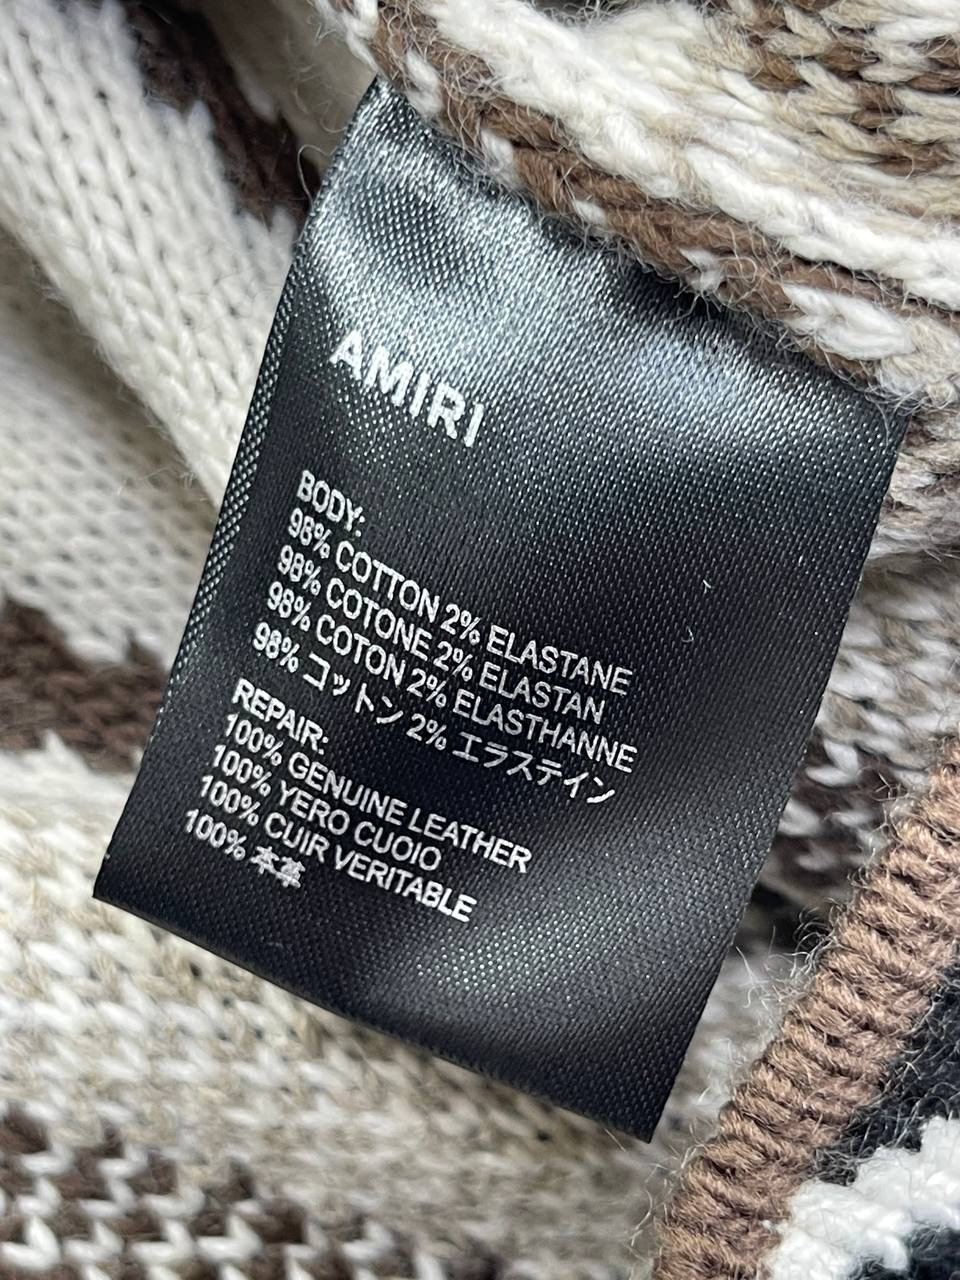 AMIRI
BODY:
98% COTTON 2% ELASTANE
98% COTONE 2% ELASTAN
98% COTON 2% ELASTHANNE
98% コットン 2% エラステイン
REPAIR:
100% GENUINE LEATHER
100% YERO CUOIO
100% CUIR VERITABLE
100% 本革